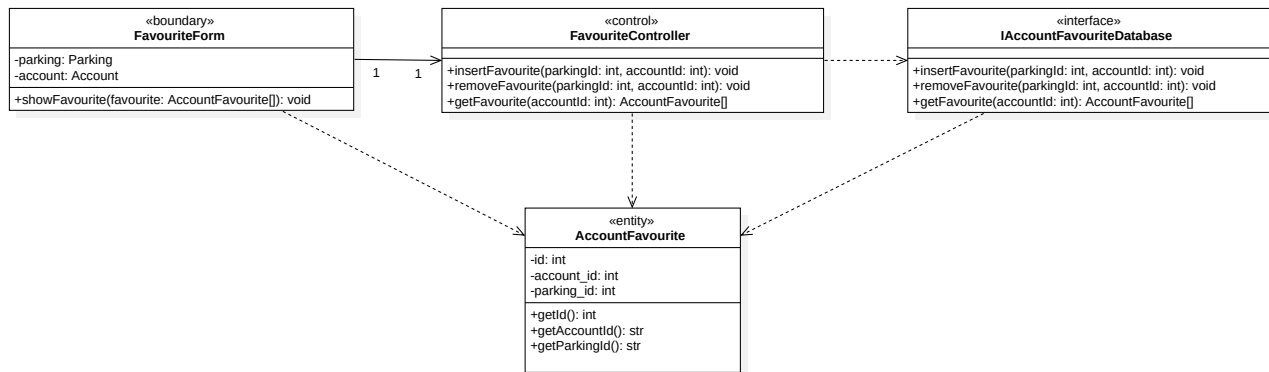 «boundary»
FavouriteForm
-parking: Parking
-account: Account
+showFavourite(favourite: AccountFavourite[]): void
1
1
«control»
FavouriteController
+insertFavourite(parkingId: int, accountId: int): void
+removeFavourite(parkingId: int, accountId: int): void
+getFavourite(accountId: int): AccountFavourite[]
«interface»
IAccountFavouriteDatabase
+insertFavourite(parkingId: int, accountId: int): void
+removeFavourite(parkingId: int, accountId: int): void
+getFavourite(accountId: int): AccountFavourite[]
«entity»
AccountFavourite
-id: int
-account_id: int
-parking_id: int
+getId(): int
+getAccountId(): str
+getParkingId(): str